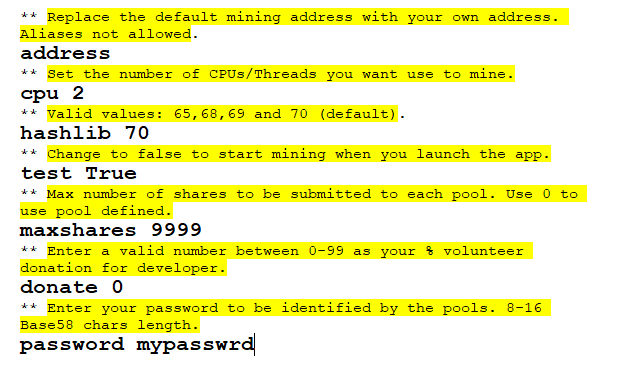 ** Replace the default mining address with your own address.
Aliases not allowed.
address
** Set the number of CPUs/Threads you want use to mine.
cpu 2
** Valid values: 65,68,69 and 70 (default).
hashlib 70
** Change to false to start mining when you launch the app.
test True
** Max number of shares to be submitted to each pool. Use 0 to
use pool defined.
maxshares 9999
** Enter a valid number between 0-99 as your % volunteer
donation for developer.
donate 0
** Enter your password to be identified by the pools. 8-16
Base58 chars length.
password mypasswrd